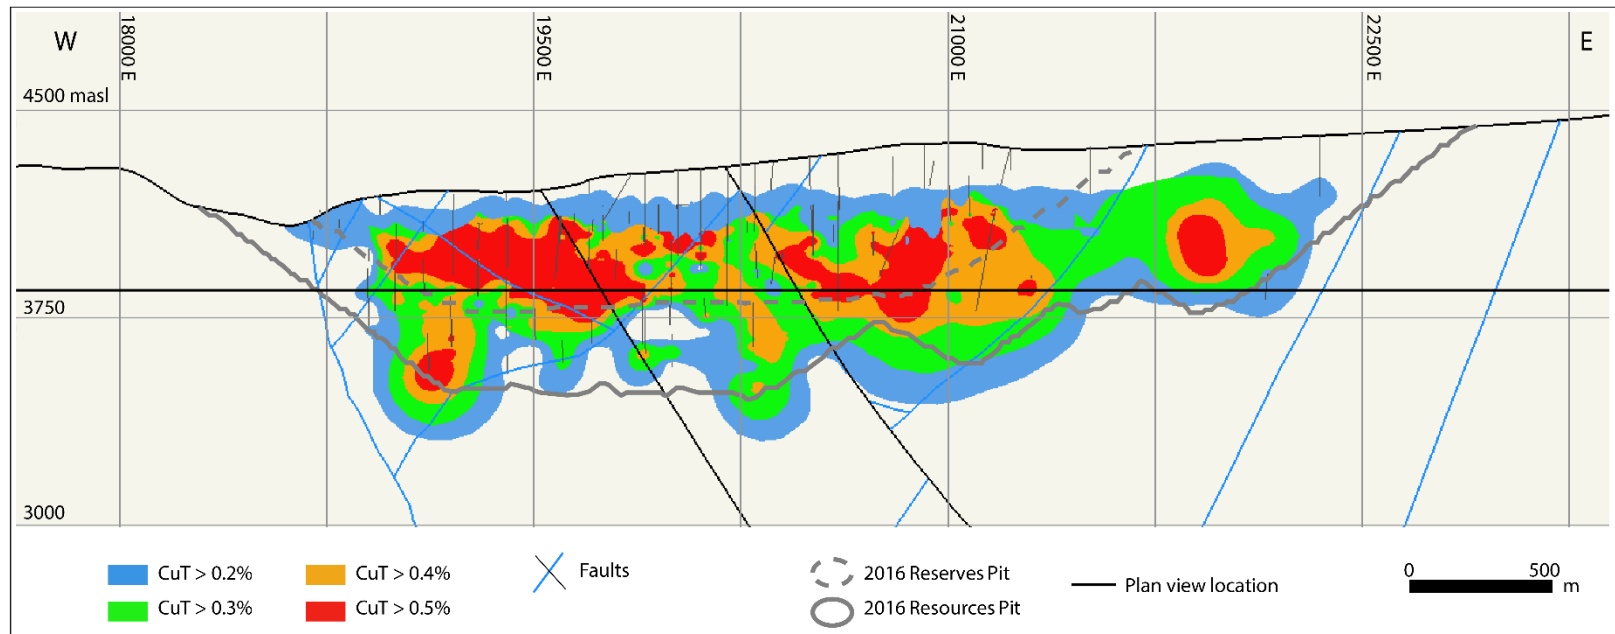 W
E
18000 E
19500 E
21000 E
22500 E
4500 masl
3750
3000
CuT > 0.2%
CuT > 0.4%
Faults
2016 Reserves Pit
Plan view location
0 500
m
CuT > 0.3%
CuT > 0.5%
2016 Resources Pit